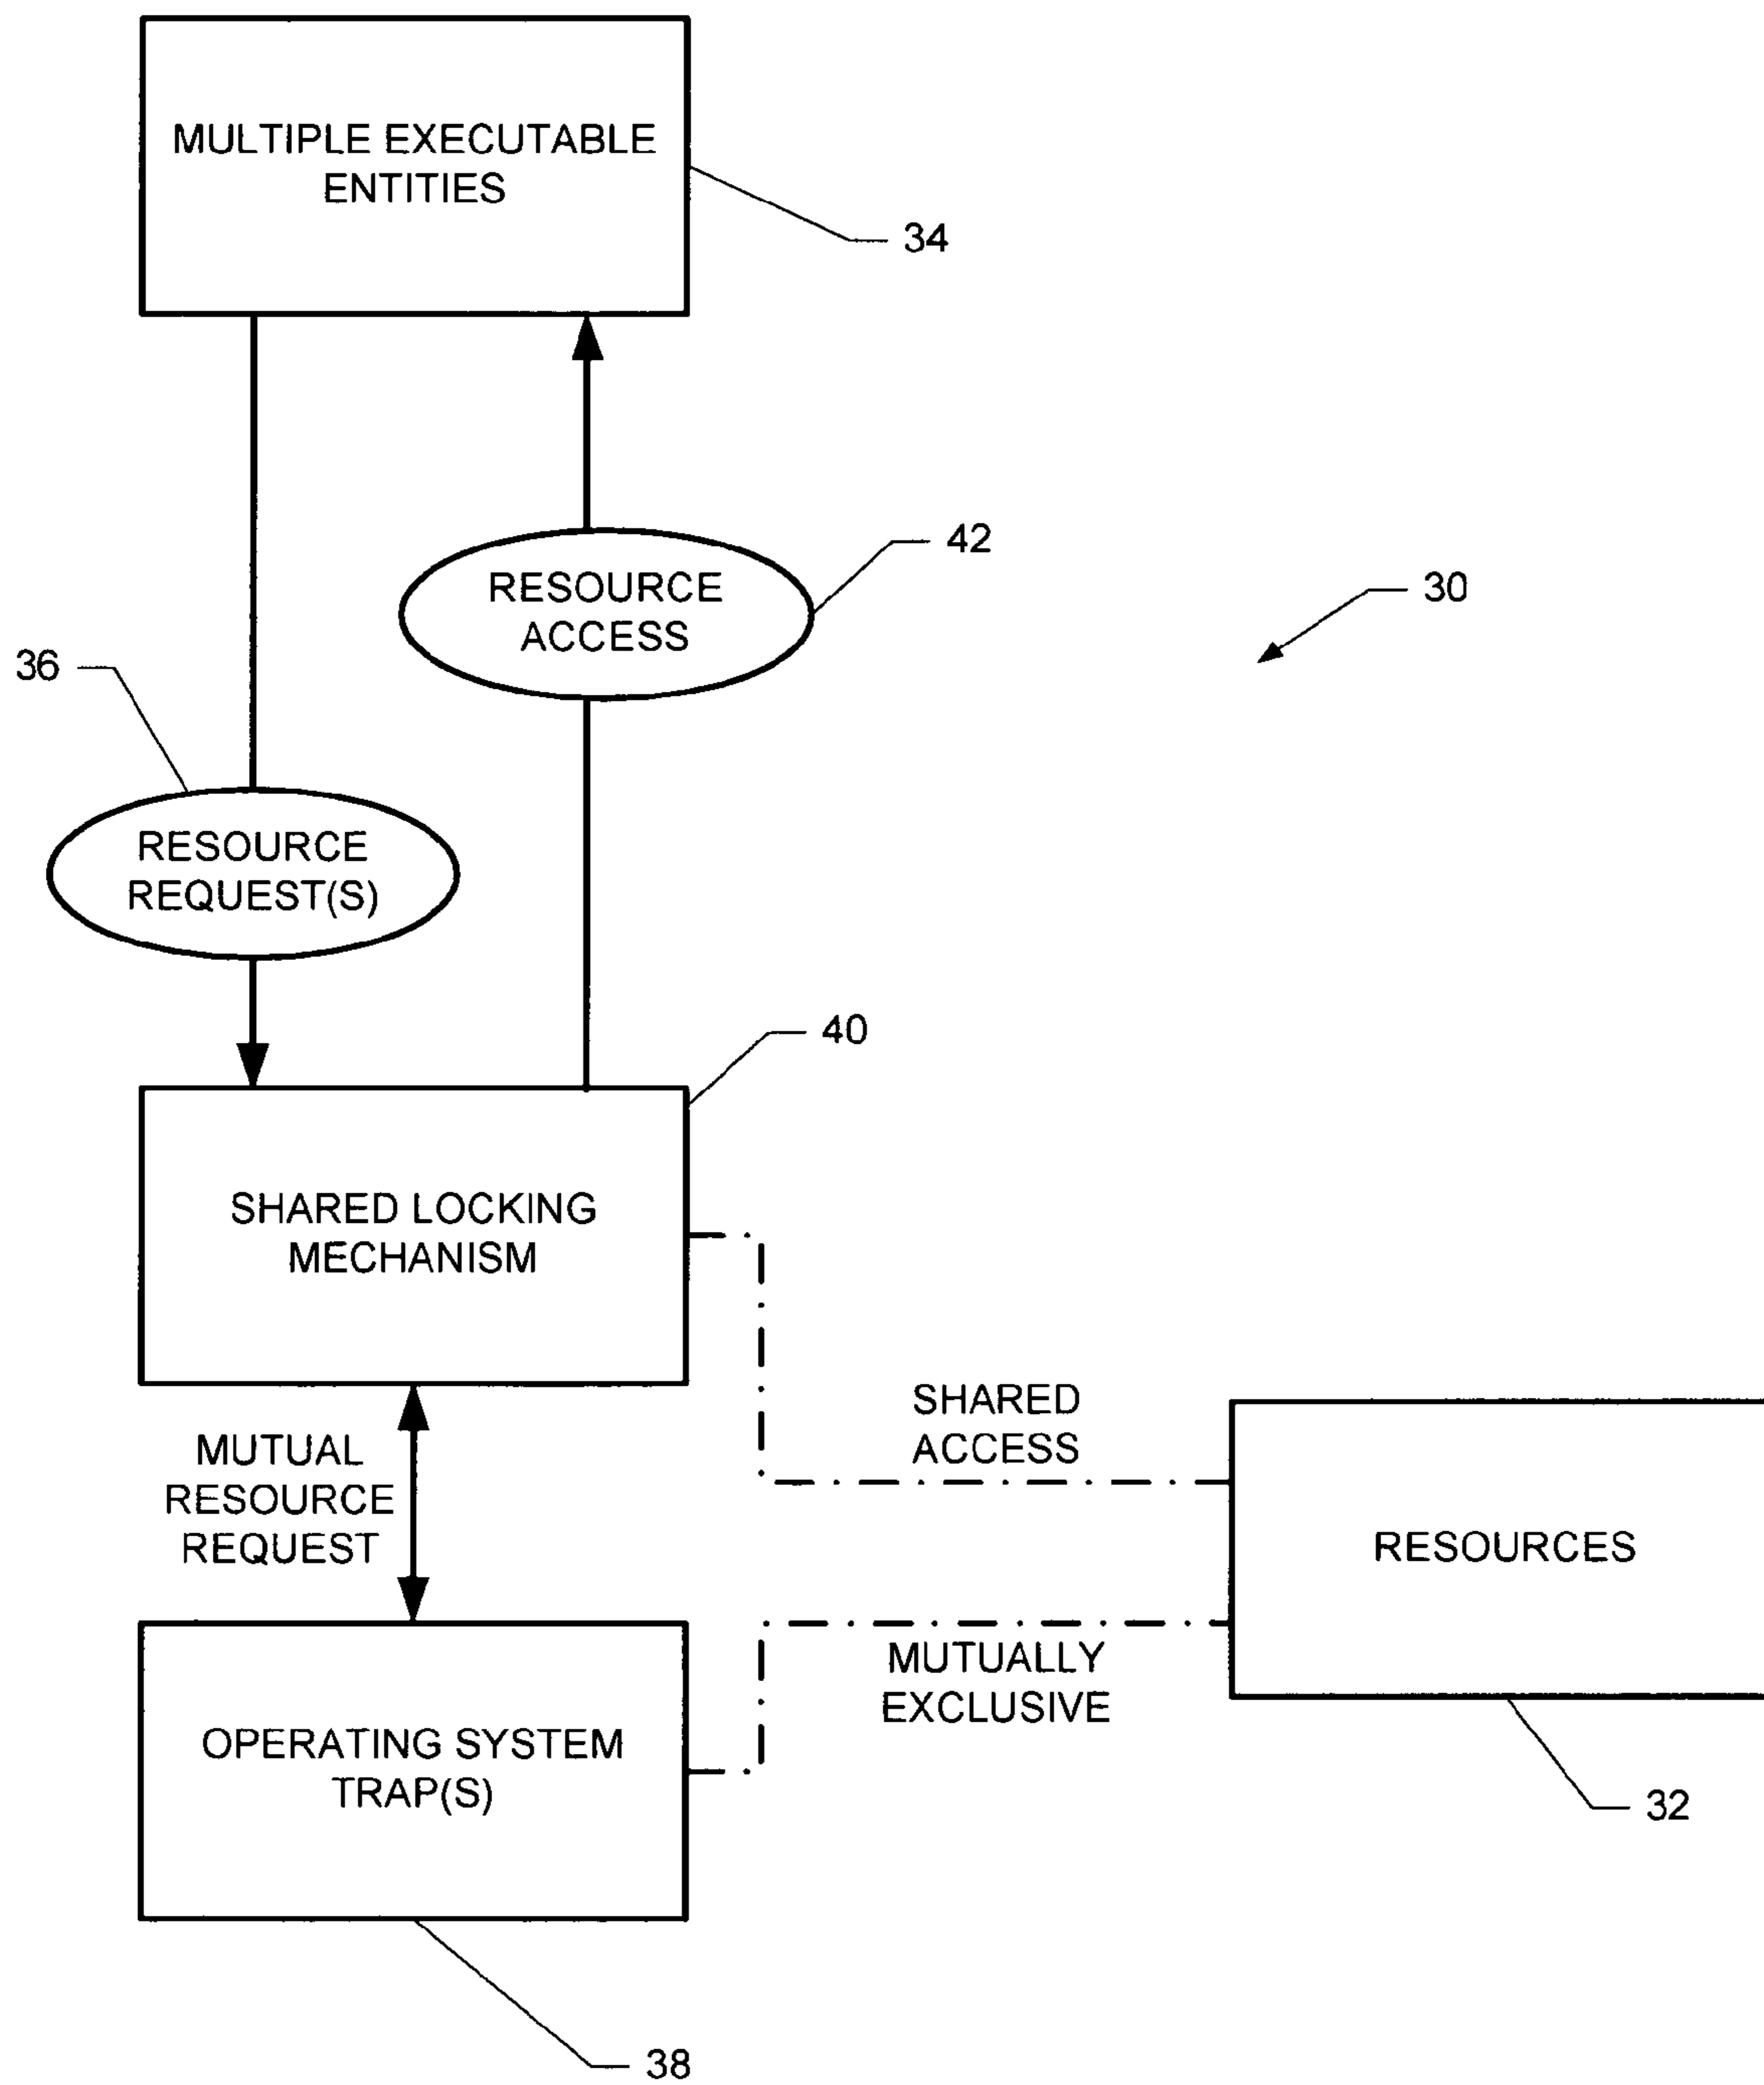 MULTIPLE EXECUTABLE
ENTITIES
34
42
RESOURCE
ACCESS
30
36
RESOURCE
REQUEST(S)
40
SHARED LOCKING
MECHANISM
SHARED
ACCESS
MUTUAL
RESOURCE
REQUEST
RESOURCES
MUTUALLY
EXCLUSIVE
OPERATING SYSTEM
TRAP(S)
32
38